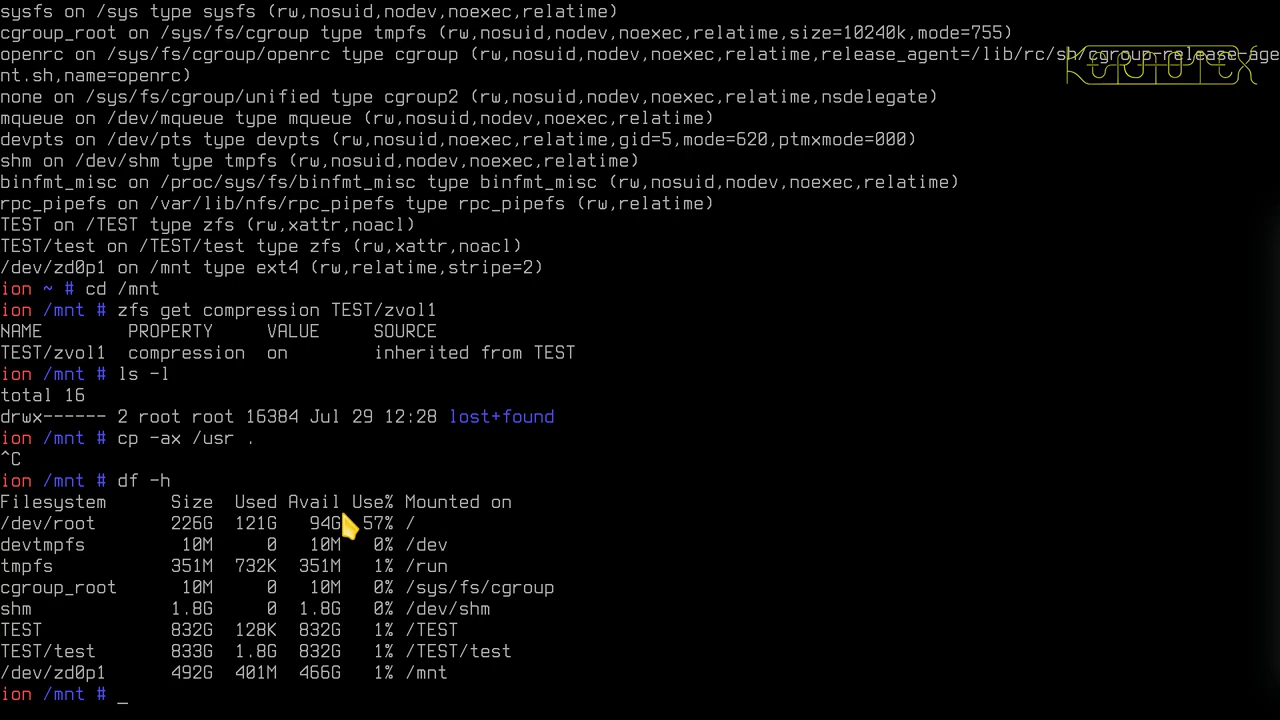 sysfs on /sys type sysfs (rw,nosuid,nodev,noexec,relatime)
cgroup_root on /sys/fs/cgroup type tmpfs (rw,nosuid,nodev,noexec,relatime,size=10240k,mode=755)
openrc on /sys/fs/cgroup/openrc type cgroup (rw,nosuid,nodev,noexec,relatime,release_agent=/lib/rc/sh/cgroup-release-age
nt.sh,name=openrc)
none on /sys/fs/cgroup/unified type cgroup2 (rw,nosuid,nodev,noexec,relatime,nsdelegate)
mqueue on /dev/mqueue type mqueue (rw,nosuid,nodev,noexec,relatime)
devpts on /dev/pts type devpts (rw,nosuid,noexec,relatime,gid=5,mode=620,ptmxmode=000)
shm on /dev/shm type tmpfs (rw,nosuid,nodev,noexec,relatime)
binfmt_misc on /proc/sys/fs/binfmt_misc type binfmt_misc (rw,nosuid,nodev,noexec,relatime)
rpc_pipefs on /var/lib/nfs/rpc_pipefs type rpc_pipefs (rw,relatime)
TEST on /TEST type zfs (rw,xattr,noacl)
TEST/test on /TEST/test type zfs (rw,xattr,noacl)
/dev/zd0p1 on /mnt type ext4 (rw,relatime,stripe=2)
ion ~ # cd /mnt
ion /mnt # zfs get compression TEST/zvol1
NAME PROPERTY VALUE SOURCE
TEST/zvol1 compression on inherited from TEST
ion /mnt # ls -l
total 16
drwx------ 2 root root 16384 Jul 29 12:28 lost+found
ion /mnt # cp -ax /usr .
^C
ion /mnt # df -h
Filesystem Size Used Avail Use% Mounted on
/dev/root 226G 121G 94G 57% /
devtmpfs 10M 0 10M 0% /dev
tmpfs 351M 732K 351M 1% /run
cgroup_root 10M 0 10M 0% /sys/fs/cgroup
shm 1.8G 0 1.8G 0% /dev/shm
TEST 832G 128K 832G 1% /TEST
TEST/test 833G 1.8G 832G 1% /TEST/test
/dev/zd0p1 492G 401M 466G 1% /mnt
ion /mnt # _